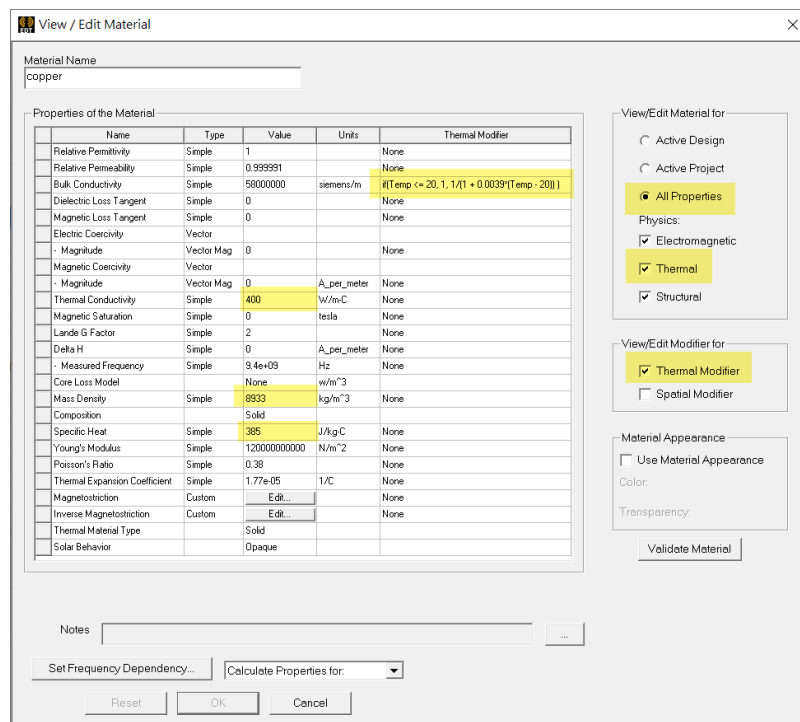 View / Edit Material
Material Name
copper
Properties of the Material
Name Type Value Units Thermal Modifier
Relative Permittivity Simple 1 None
Relative Permeability Simple 0.999991 None
Bulk Conductivity Simple 58000000 siemens/m if(Temp <= 20, 1, 1/(1 + 0.0039*(Temp - 20)) )
Dielectric Loss Tangent Simple 0 None
Magnetic Loss Tangent Simple 0 None
Electric Coercivity Vector
- Magnitude Vector Mag 0 None
Magnetic Coercivity Vector
- Magnitude Vector Mag 0 A_per_meter None
Thermal Conductivity Simple 400 W/m-C None
Magnetic Saturation Simple 0 tesla None
Lande G Factor Simple 2 None
Delta H Simple 0 A_per_meter None
- Measured Frequency Simple 9.4e+09 Hz None
Core Loss Model None w/m^3
Mass Density Simple 8933 kg/m^3 None
Composition Solid
Specific Heat Simple 385 J/kg-C None
Young's Modulus Simple 120000000000 N/m^2 None
Poisson's Ratio Simple 0.38 None
Thermal Expansion Coefficient Simple 1.77e-05 1/C None
Magnetostriction Custom Edit... None
Inverse Magnetostriction Custom Edit... None
Thermal Material Type Solid
Solar Behavior Opaque
View/Edit Material for
Active Design
Active Project
All Properties
Physics:
Electromagnetic
Thermal
Structural
View/Edit Modifier for
Thermal Modifier
Spatial Modifier
Material Appearance
Use Material Appearance
Color:
Transparency:
Validate Material
Notes ...
Set Frequency Dependency... Calculate Properties for:
Reset OK Cancel